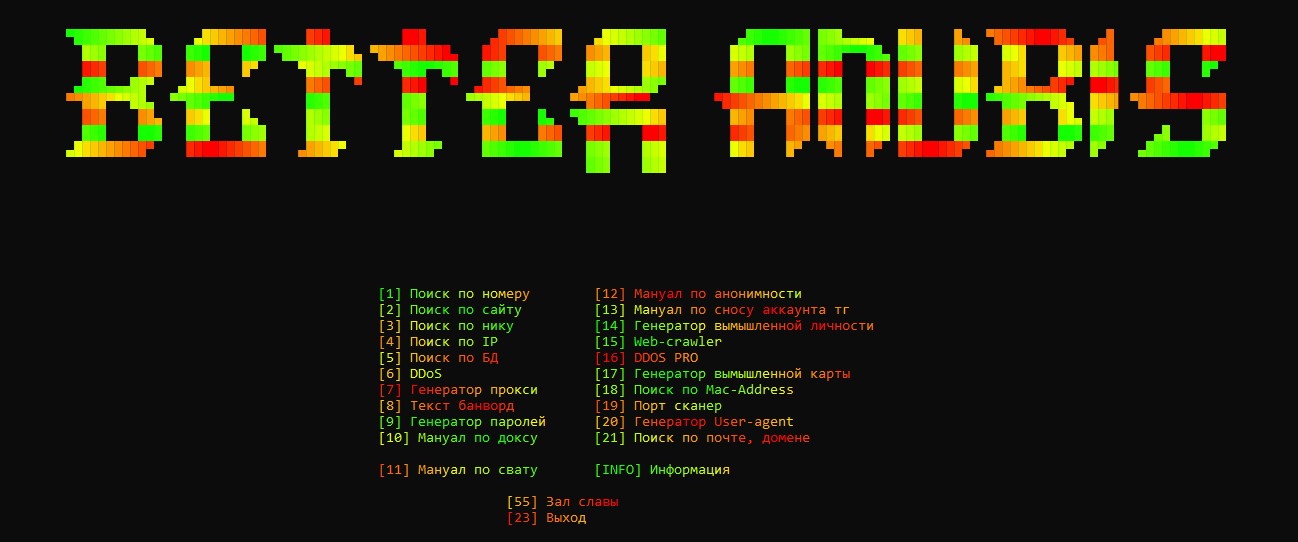 BETTER ANUBIS
[1] Поиск по номеру
[2] Поиск по сайту
[3] Поиск по нику
[4] Поиск по IP
[5] Поиск по БД
[6] DDoS
[7] Генератор прокси
[8] Текст банворд
[9] Генератор паролей
[10] Мануал по доксу
[11] Мануал по свату
[12] Мануал по анонимности
[13] Мануал по сносу аккаунта тг
[14] Генератор вымышленной личности
[15] Web-crawler
[16] DDOS PRO
[17] Генератор вымышленной карты
[18] Поиск по Mac-Address
[19] Порт сканер
[20] Генератор User-agent
[21] Поиск по почте, домене
[INFO] Информация
[55] Зал славы
[23] Выход